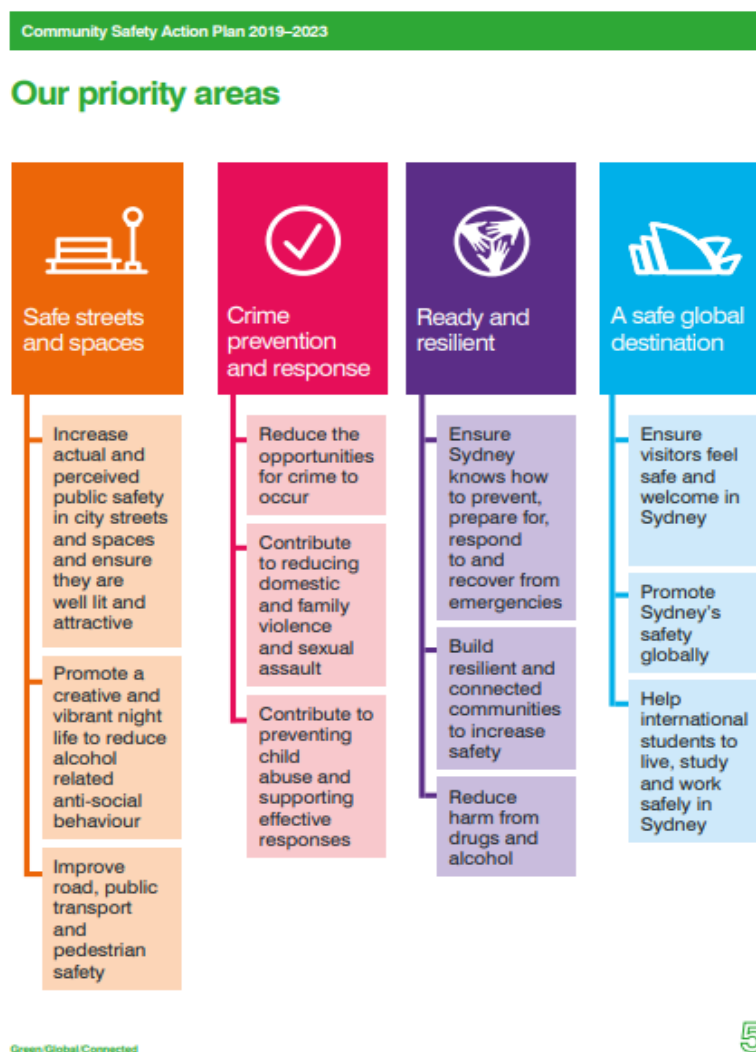 Community Safety Action Plan 2019–2023
Our priority areas
Safe streets
and spaces
Increase
actual and
perceived
public safety
in city streets
and spaces
and ensure
they are
well lit and
attractive
Promote a
creative and
vibrant night
life to reduce
alcohol
related
anti-social
behaviour
Improve
road, public
transport
and
pedestrian
safety
Crime
prevention
and response
Reduce the
opportunities
for crime to
occur
Contribute
to reducing
domestic
and family
violence
and sexual
assault
Contribute to
preventing
child
abuse and
supporting
effective
responses
Ready and
resilient
Ensure
Sydney
knows how
to prevent,
prepare for,
respond
to and
recover from
emergencies
Build
resilient and
connected
communities
to increase
safety
Reduce
harm from
drugs and
alcohol
A safe global
destination
Ensure
visitors feel
safe and
welcome in
Sydney
Promote
Sydney's
safety
globally
Help
international
students to
live, study
and work
safely in
Sydney
Green/Global/Connected
5